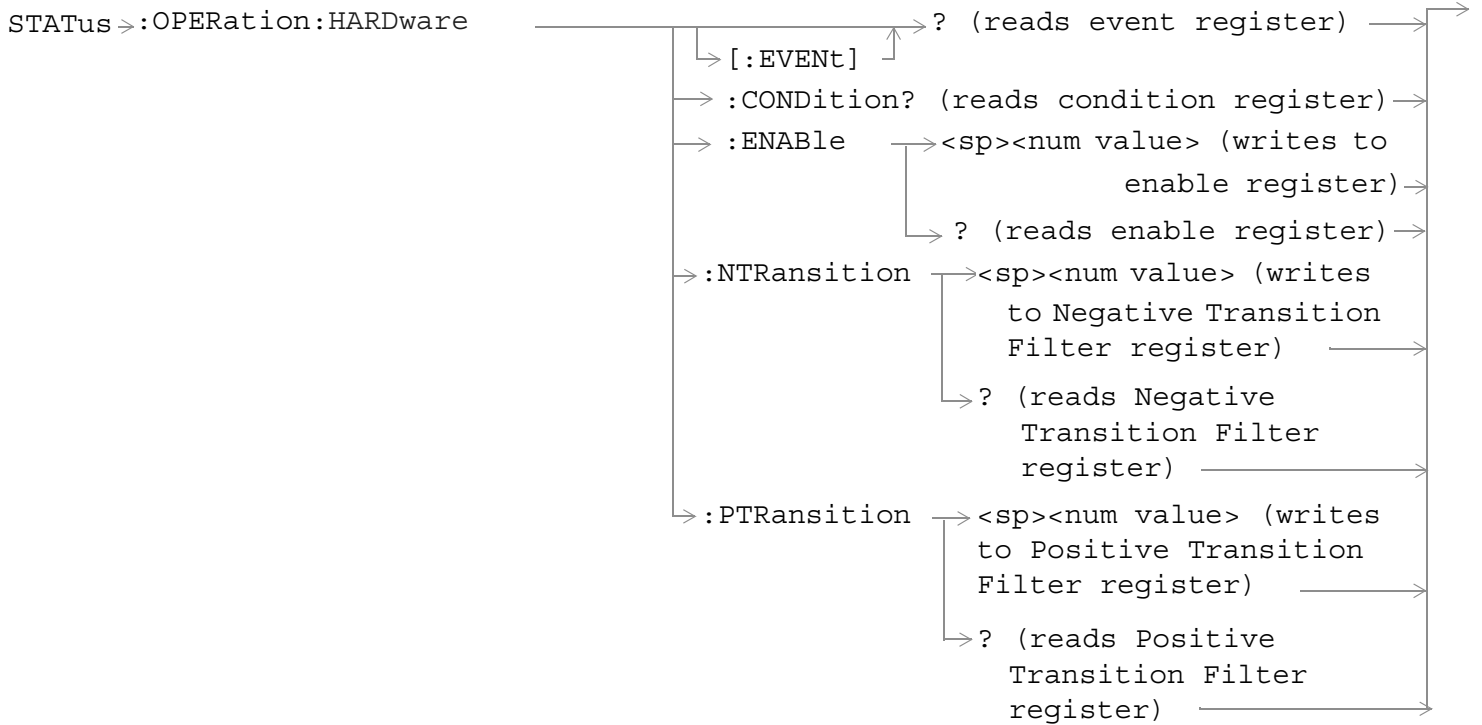 STATus :OPERation:HARDware ? (reads event register)
[:EVENt]
:CONDition? (reads condition register)
:ENABle <sp><num value> (writes to
enable register)
? (reads enable register)
:NTRansition <sp><num value> (writes
to Negative Transition
Filter register)
? (reads Negative
Transition Filter
register)
:PTRansition <sp><num value> (writes
to Positive Transition
Filter register)
? (reads Positive
Transition Filter
register)